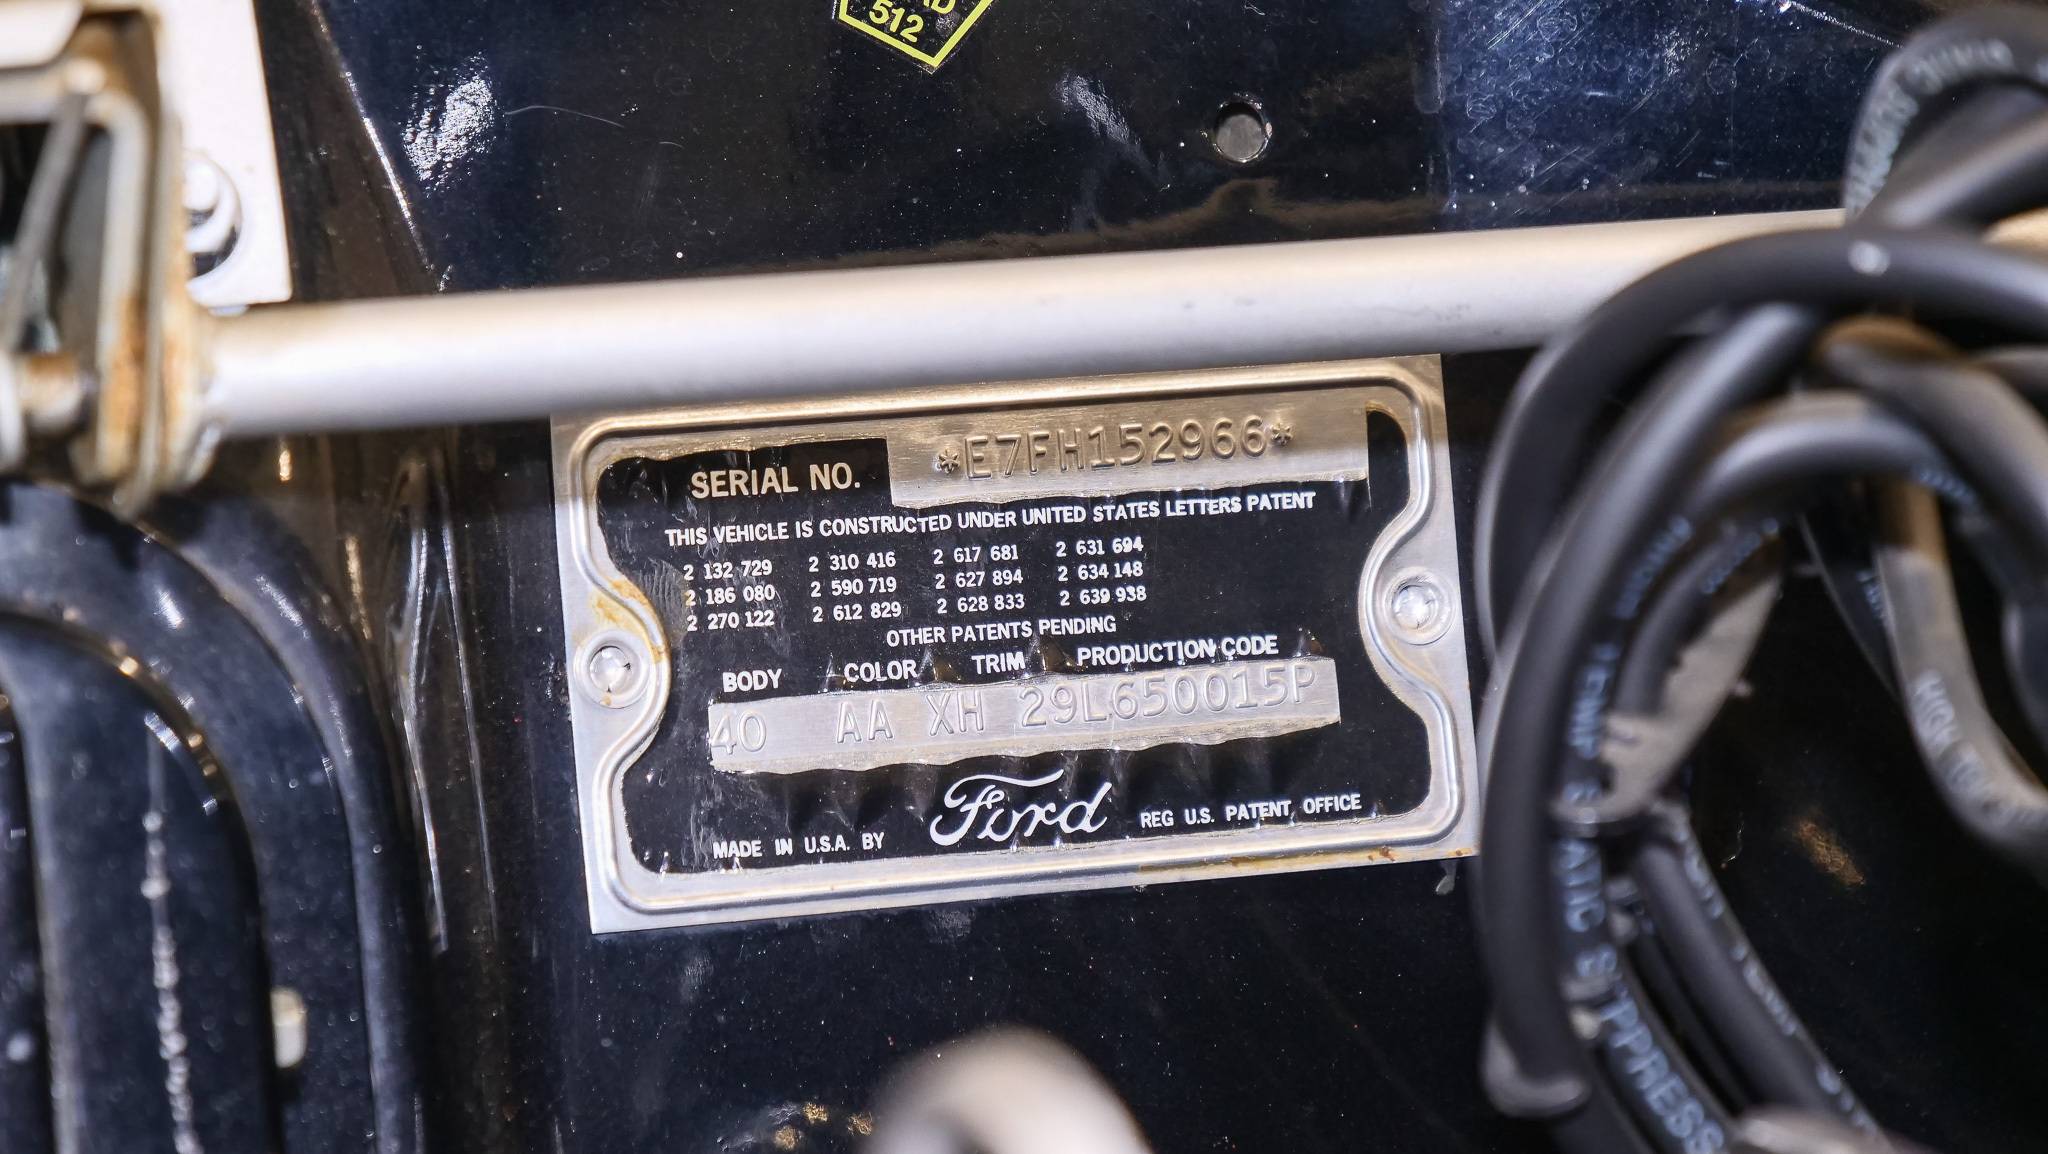 512
SERIAL NO. *E7FH152966*
THIS VEHICLE IS CONSTRUCTED UNDER UNITED STATES LETTERS PATENT
2 132 729 2 310 416 2 617 681 2 631 694
2 186 080 2 590 719 2 627 894 2 634 148
2 270 122 2 612 829 2 628 833 2 639 938
OTHER PATENTS PENDING
BODY COLOR TRIM PRODUCTION CODE
40 AA XH 29L650015P
MADE IN U.S.A. BY Ford REG U.S. PATENT OFFICE